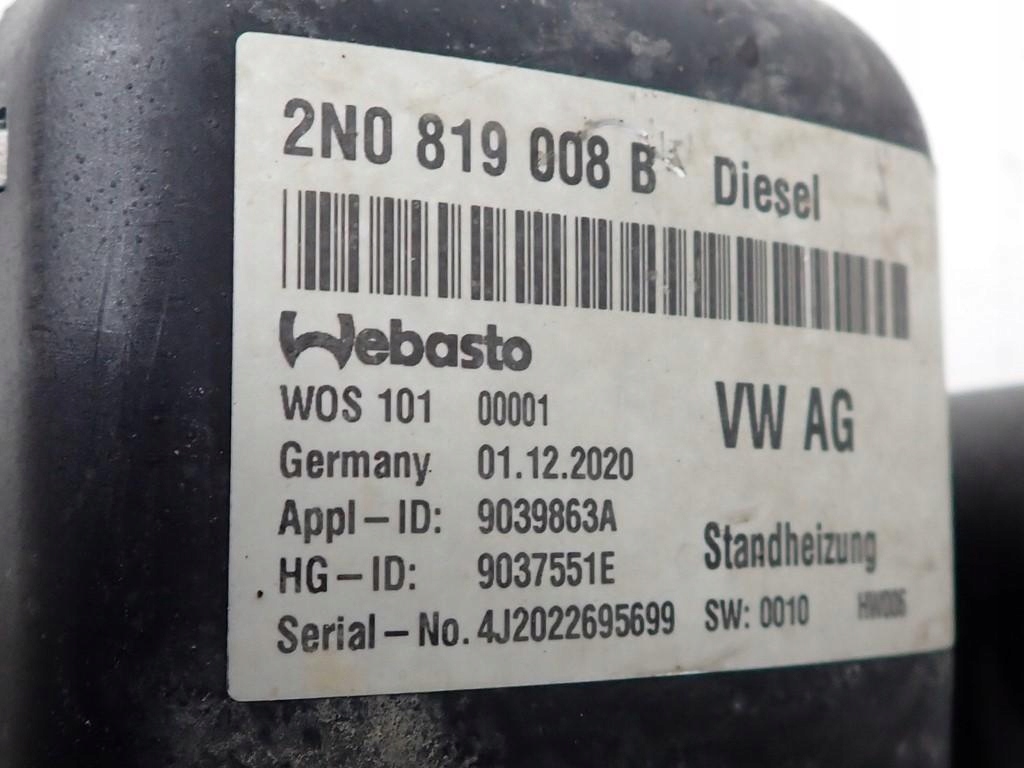 2N0 819 008 B Diesel
Webasto
WOS 101 00001 VW AG
Germany 01.12.2020
Appl-ID: 9039863A
HG-ID: 9037551E Standheizung
Serial-No. 4J2022695699 SW: 0010 HW006